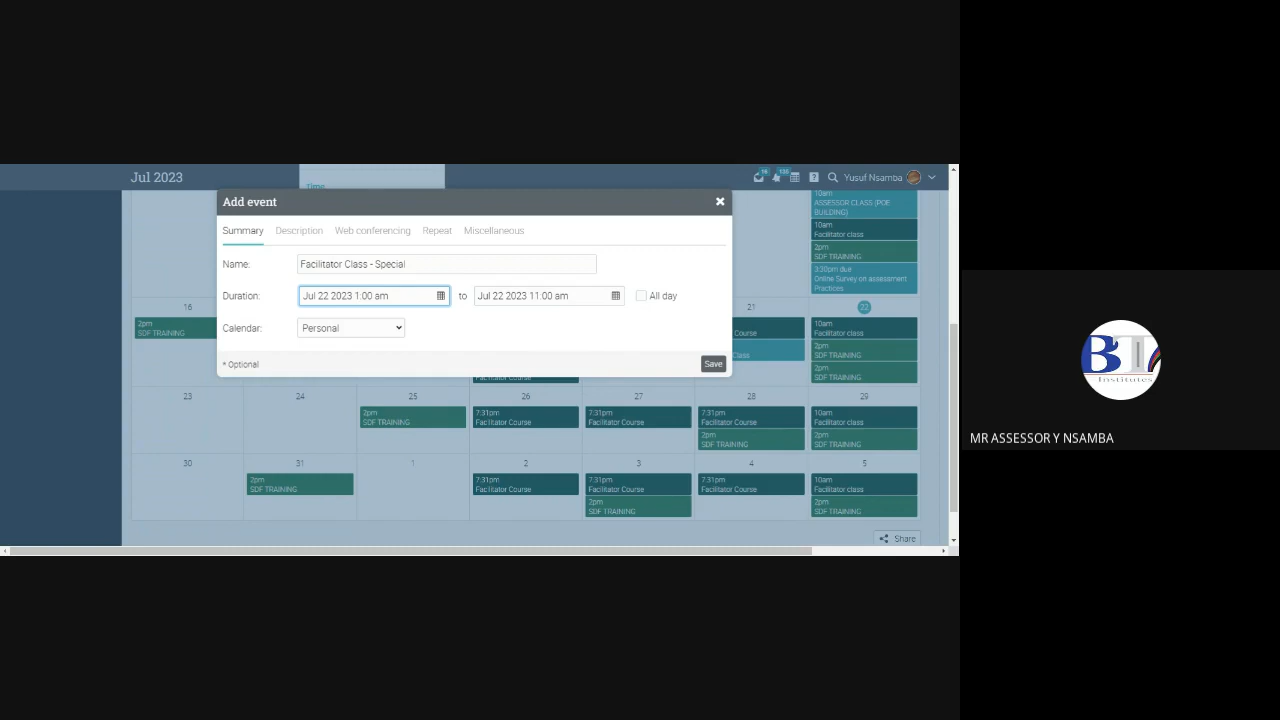 Jul 2023
Time
16
132
Yusuf Nsamba
Add event
Summary Description Web conferencing Repeat Miscellaneous
Name: Facilitator Class - Special
Duration: Jul 22 2023 1:00 am to Jul 22 2023 11:00 am All day
Calendar: Personal
* Optional
Save
10am
ASSESSOR CLASS (POE
BUILDING)
10am
Facilitator class
2pm
SDF TRAINING
3:30pm due
Online Survey on assessment
Practices
16
2pm
SDF TRAINING
21
Course
Class
22
10am
Facilitator class
2pm
SDF TRAINING
2pm
SDF TRAINING
Facilitator Course
23 24 25 26 27 28 29
2pm
SDF TRAINING
7:31pm
Facilitator Course
7:31pm
Facilitator Course
7:31pm
Facilitator Course
2pm
SDF TRAINING
10am
Facilitator class
2pm
SDF TRAINING
30 31 1 2 3 4 5
2pm
SDF TRAINING
7:31pm
Facilitator Course
7:31pm
Facilitator Course
2pm
SDF TRAINING
7:31pm
Facilitator Course
10am
Facilitator class
2pm
SDF TRAINING
Share
BTI
Institutes
MR ASSESSOR Y NSAMBA